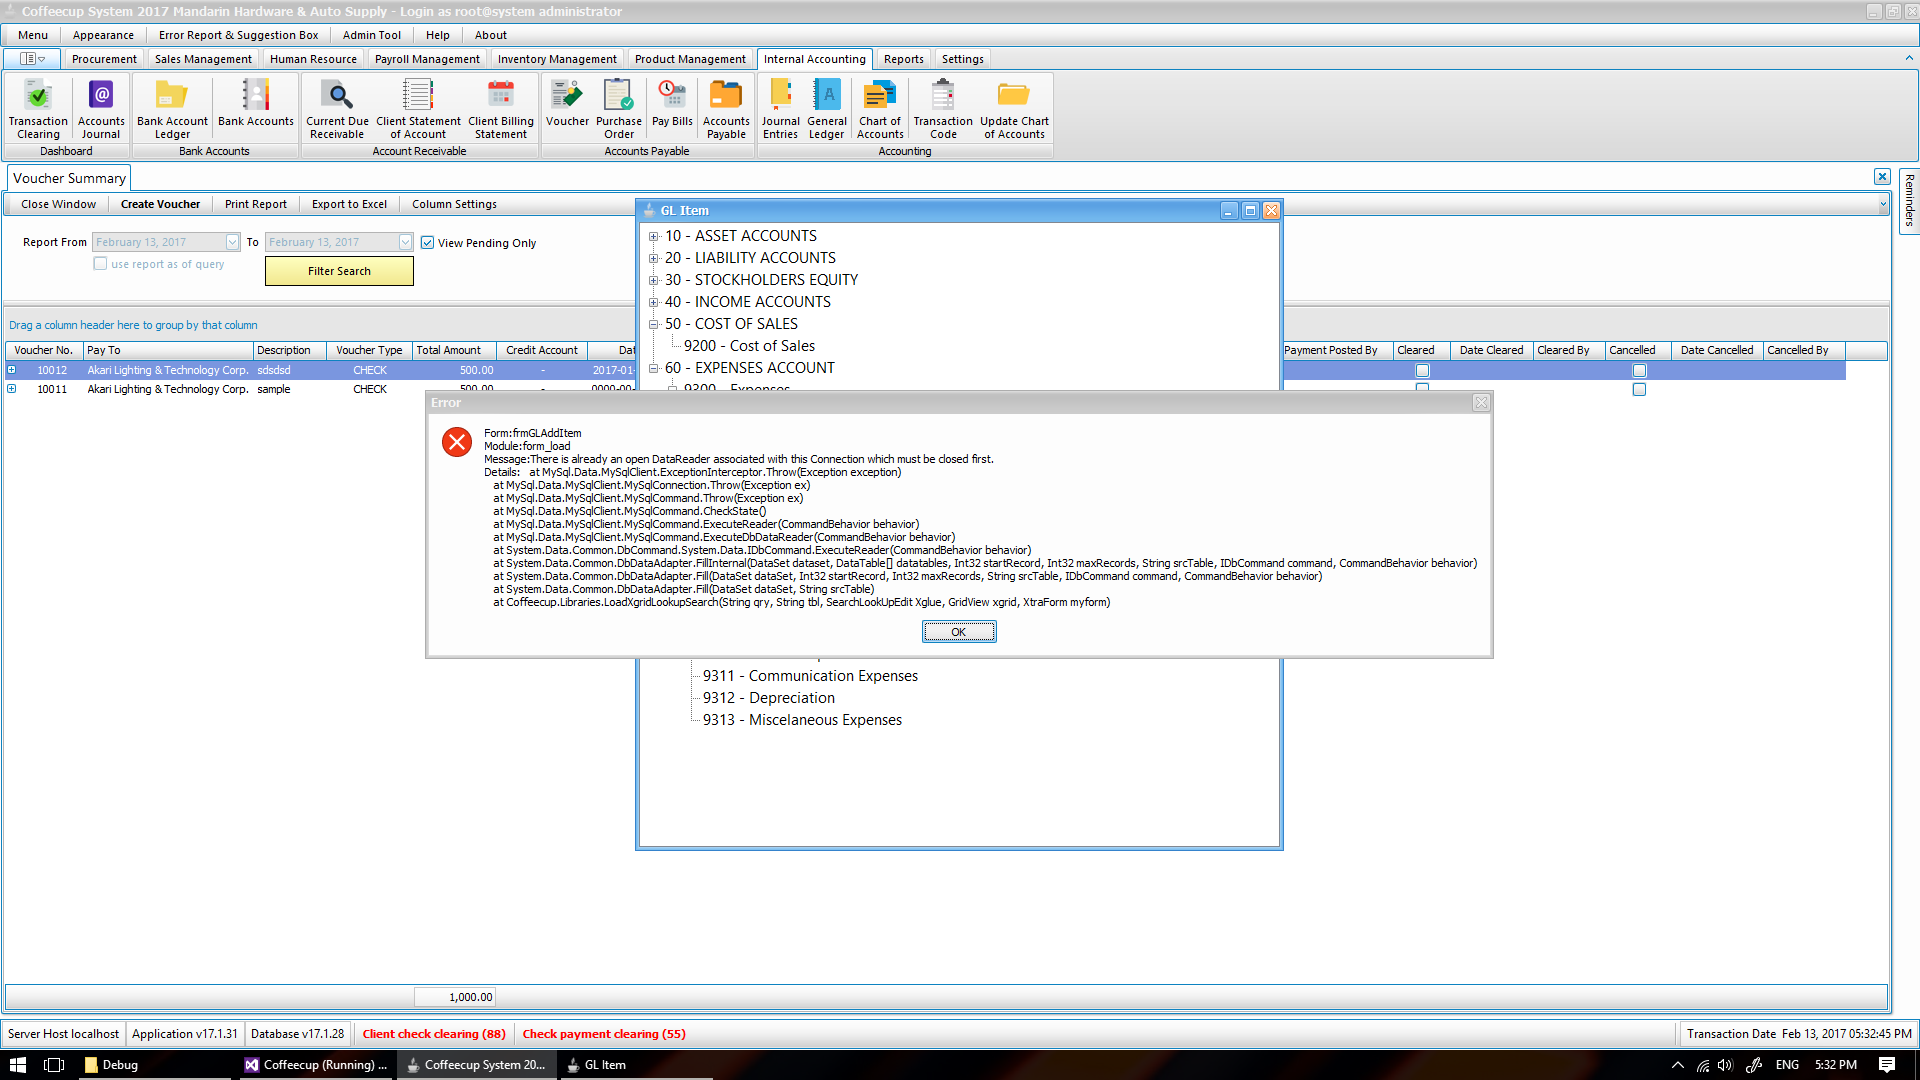 Coffeecup System 2017 Mandarin Hardware & Auto Supply - Login as root@system administrator
Menu Appearance Error Report & Suggestion Box Admin Tool Help About
Procurement Sales Management Human Resource Payroll Management Inventory Management Product Management Internal Accounting Reports Settings
Transaction Clearing
Accounts Journal
Dashboard
Bank Account Ledger
Bank Accounts
Bank Accounts
Current Due Receivable
Client Statement of Account
Client Billing Statement
Account Receivable
Voucher
Purchase Order
Pay Bills
Accounts Payable
Accounts Payable
Journal Entries
General Ledger
Chart of Accounts
Transaction Code
Update Chart of Accounts
Accounting
Voucher Summary
Reminders
Close Window Create Voucher Print Report Export to Excel Column Settings
Report From February 13, 2017 To February 13, 2017 View Pending Only
use report as of query
Filter Search
Drag a column header here to group by that column
Voucher No. Pay To Description Voucher Type Total Amount Credit Account Dat Payment Posted By Cleared Date Cleared Cleared By Cancelled Date Cancelled Cancelled By
10012 Akari Lighting & Technology Corp. sdsdsd CHECK 500.00 - 2017-01-
10011 Akari Lighting & Technology Corp. sample CHECK 500.00 - 0000-00-
GL Item
10 - ASSET ACCOUNTS
20 - LIABILITY ACCOUNTS
30 - STOCKHOLDERS EQUITY
40 - INCOME ACCOUNTS
50 - COST OF SALES
9200 - Cost of Sales
60 - EXPENSES ACCOUNT
9300 - Expenses
Error
Form:frmGLAddItem
Module:form_load
Message:There is already an open DataReader associated with this Connection which must be closed first.
Details: at MySql.Data.MySqlClient.ExceptionInterceptor.Throw(Exception exception)
at MySql.Data.MySqlClient.MySqlConnection.Throw(Exception ex)
at MySql.Data.MySqlClient.MySqlCommand.Throw(Exception ex)
at MySql.Data.MySqlClient.MySqlCommand.CheckState()
at MySql.Data.MySqlClient.MySqlCommand.ExecuteReader(CommandBehavior behavior)
at MySql.Data.MySqlClient.MySqlCommand.ExecuteDbDataReader(CommandBehavior behavior)
at System.Data.Common.DbCommand.System.Data.IDbCommand.ExecuteReader(CommandBehavior behavior)
at System.Data.Common.DbDataAdapter.FillInternal(DataSet dataset, DataTable[] datatables, Int32 startRecord, Int32 maxRecords, String srcTable, IDbCommand command, CommandBehavior behavior)
at System.Data.Common.DbDataAdapter.Fill(DataSet dataSet, Int32 startRecord, Int32 maxRecords, String srcTable, IDbCommand command, CommandBehavior behavior)
at System.Data.Common.DbDataAdapter.Fill(DataSet dataSet, String srcTable)
at Coffeecup.Libraries.LoadXgridLookupSearch(String qry, String tbl, SearchLookUpEdit Xglue, GridView xgrid, XtraForm myform)
OK
9311 - Communication Expenses
9312 - Depreciation
9313 - Miscelaneous Expenses
1,000.00
Server Host localhost Application v17.1.31 Database v17.1.28 Client check clearing (88) Check payment clearing (55) Transaction Date Feb 13, 2017 05:32:45 PM
Debug Coffeecup (Running) ... Coffeecup System 20... GL Item ENG 5:32 PM